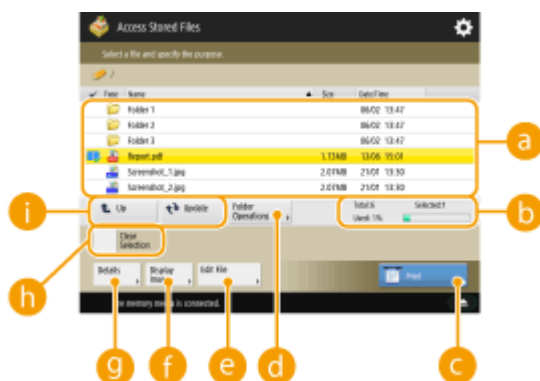 Access Stored Files
Select a file and specify the purpose.
/
Type Name Size Date/Time
Folder 1 06/02 13:47
Folder 2 06/02 13:47
Folder 3 06/02 13:47
Report.pdf 1.73MB 13/06 15:01
Screenshot_1.jpg 2.01MB 21/01 13:30
Screenshot_2.jpg 2.01MB 21/01 13:30
a
i
Up Update Folder Operations
Total:6 Selected:1
Used: 1%
b
Clear Selection
h
Details Display Edit File Print
memory media is connected.
g f e d c